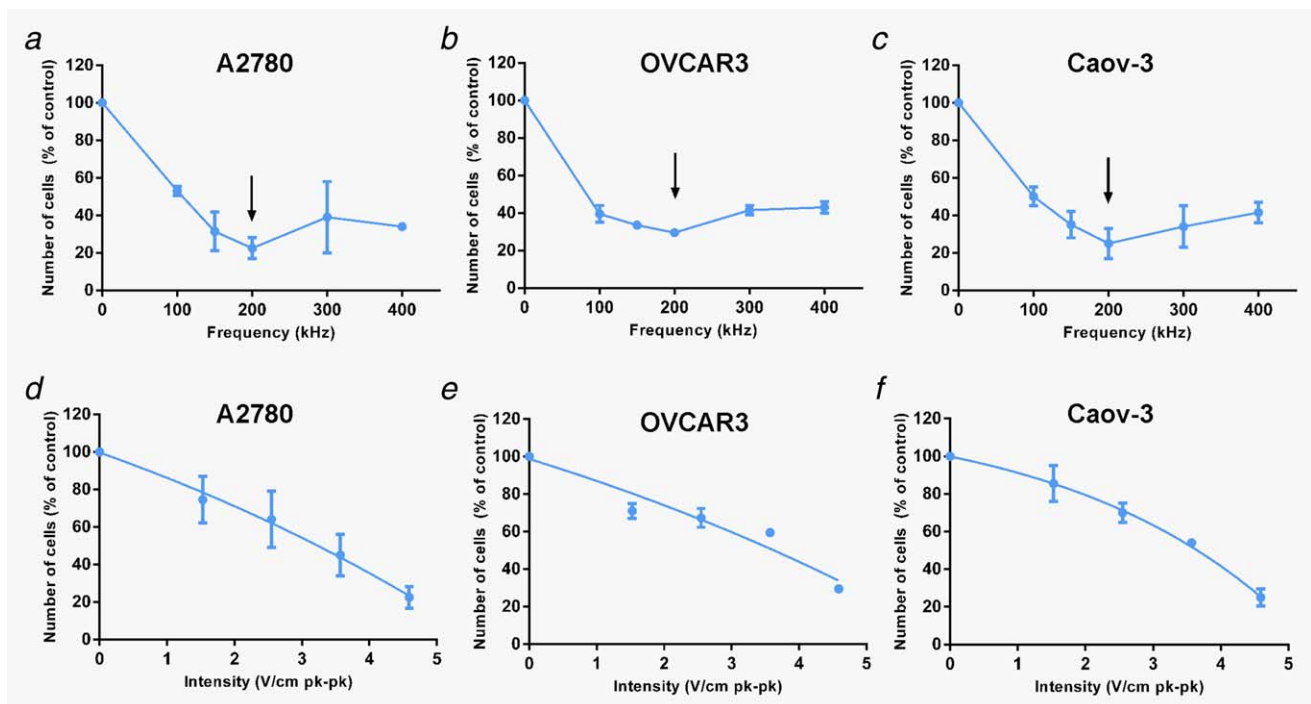 a
A2780
Number of cells (% of control)
120
100
80
60
40
20
0
0 100 200 300 400
Frequency (kHz)
b
OVCAR3
Number of cells (% of control)
120
100
80
60
40
20
0
0 100 200 300 400
Frequency (kHz)
c
Caov-3
Number of cells (% of control)
120
100
80
60
40
20
0
0 100 200 300 400
Frequency (kHz)
d
A2780
Number of cells (% of control)
120
100
80
60
40
20
0
0 1 2 3 4 5
Intensity (V/cm pk-pk)
e
OVCAR3
Number of cells (% of control)
120
100
80
60
40
20
0
0 1 2 3 4 5
Intensity (V/cm pk-pk)
f
Caov-3
Number of cells (% of control)
120
100
80
60
40
20
0
0 1 2 3 4 5
Intensity (V/cm pk-pk)